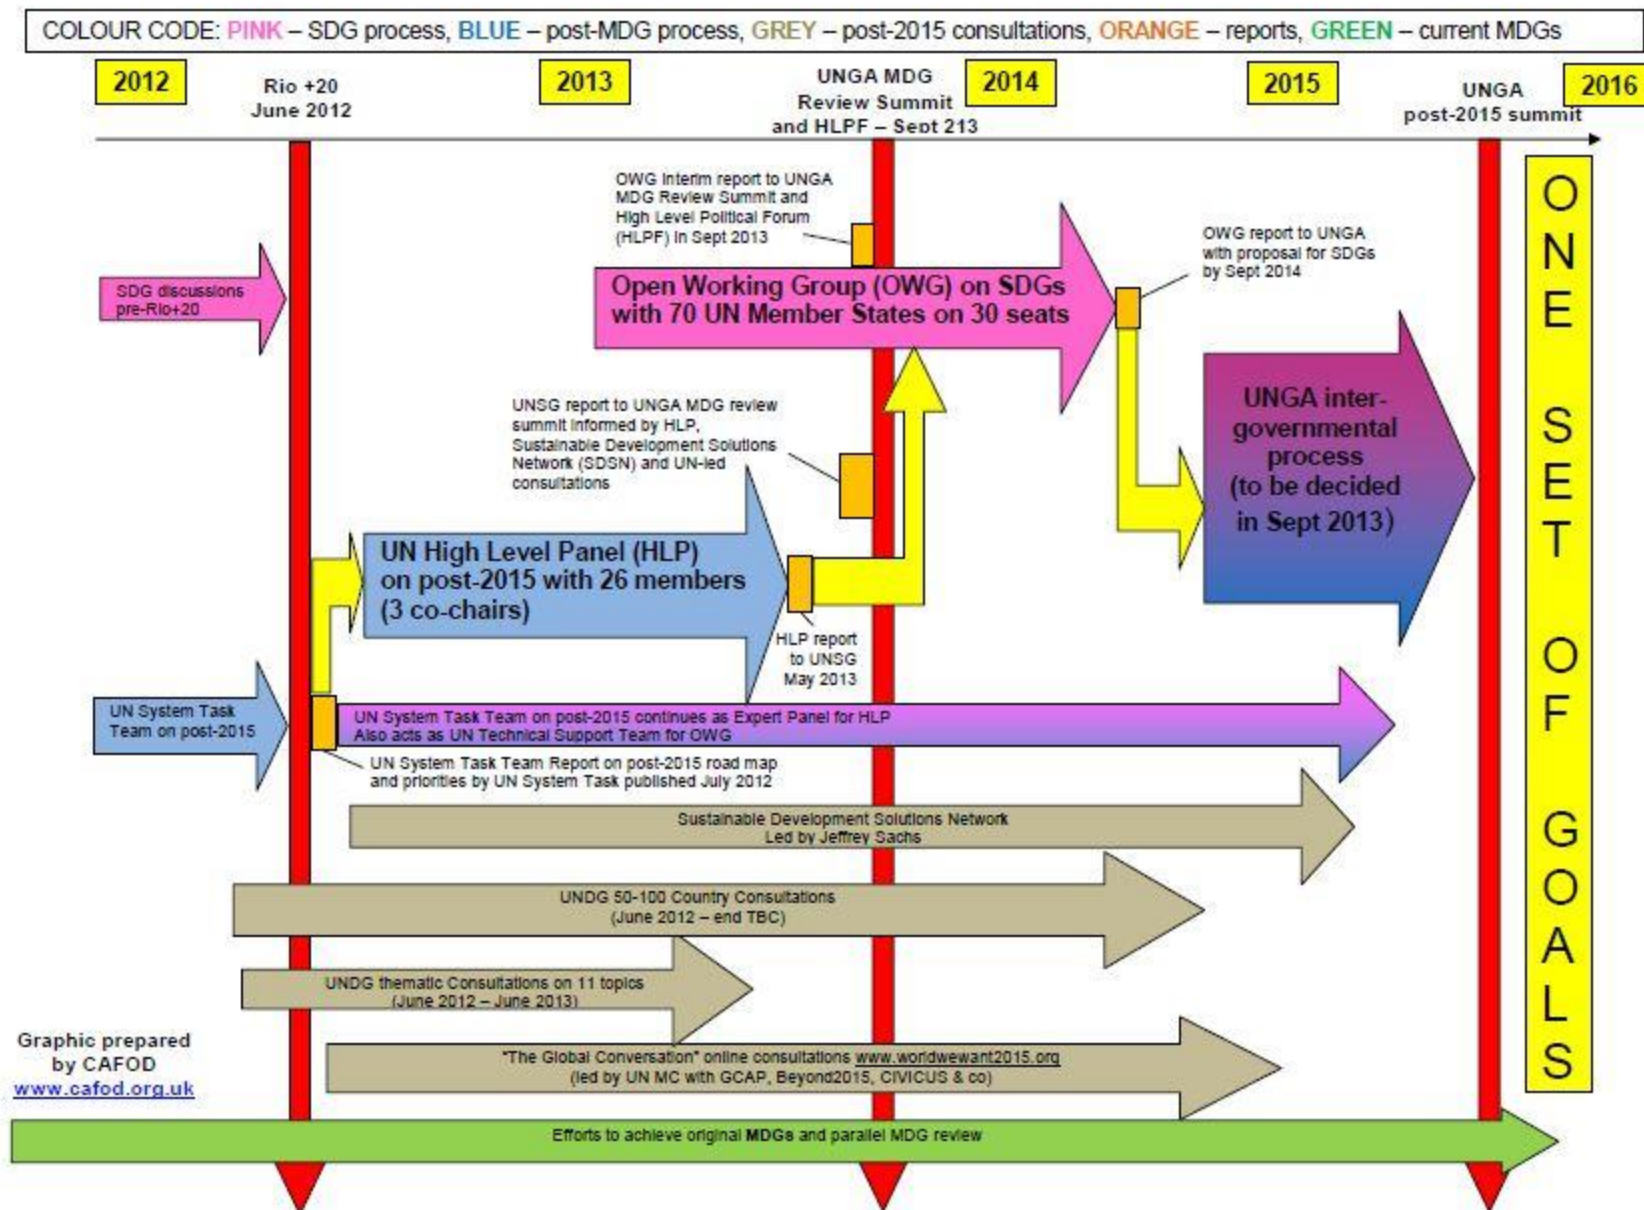 COLOUR CODE: PINK – SDG process, BLUE – post-MDG process, GREY – post-2015 consultations, ORANGE – reports, GREEN – current MDGs
2012
Rio +20
June 2012
2013
UNGA MDG
Review Summit
and HLPF – Sept 213
2014
2015
UNGA
post-2015 summit
2016
OWG Interim report to UNGA
MDG Review Summit and
High Level Political Forum
(HLPF) in Sept 2013
OWG report to UNGA
with proposal for SDGs
by Sept 2014
SDG discussions
pre-Rio+20
Open Working Group (OWG) on SDGs
with 70 UN Member States on 30 seats
UNSG report to UNGA MDG review
summit informed by HLP,
Sustainable Development Solutions
Network (SDSN) and UN-led
consultations
UNGA inter-
governmental
process
(to be decided
in Sept 2013)
UN High Level Panel (HLP)
on post-2015 with 26 members
(3 co-chairs)
HLP report
to UNSG
May 2013
UN System Task
Team on post-2015
UN System Task Team on post-2015 continues as Expert Panel for HLP
Also acts as UN Technical Support Team for OWG
UN System Task Team Report on post-2015 road map
and priorities by UN System Task published July 2012
Sustainable Development Solutions Network
Led by Jeffrey Sachs
UNDG 50-100 Country Consultations
(June 2012 – end TBC)
UNDG thematic Consultations on 11 topics
(June 2012 – June 2013)
Graphic prepared
by CAFOD
www.cafod.org.uk
"The Global Conversation" online consultations www.worldwewant2015.org
(led by UN MC with GCAP, Beyond2015, CIVICUS & co)
Efforts to achieve original MDGs and parallel MDG review
ONE SET OF GOALS